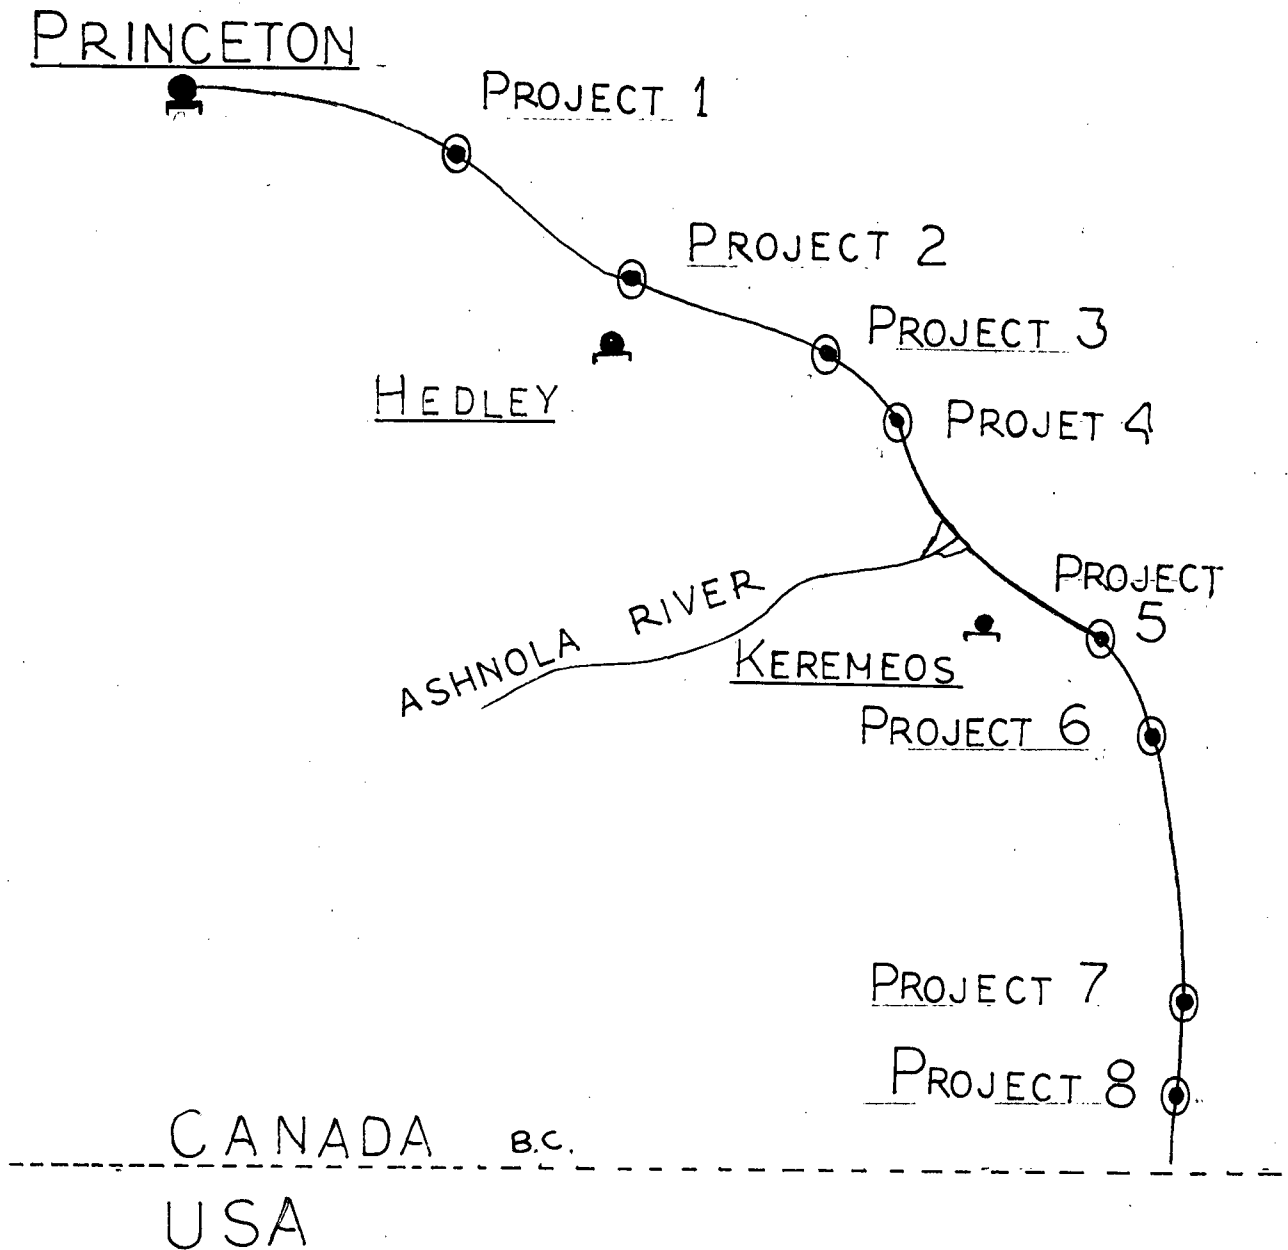 PRINCETON
PROJECT 1
PROJECT 2
PROJECT 3
HEDLEY
PROJET 4
ASHNOLA RIVER
PROJECT
5
KEREMEOS
PROJECT 6
PROJECT 7
PROJECT 8
CANADA B.C.
USA